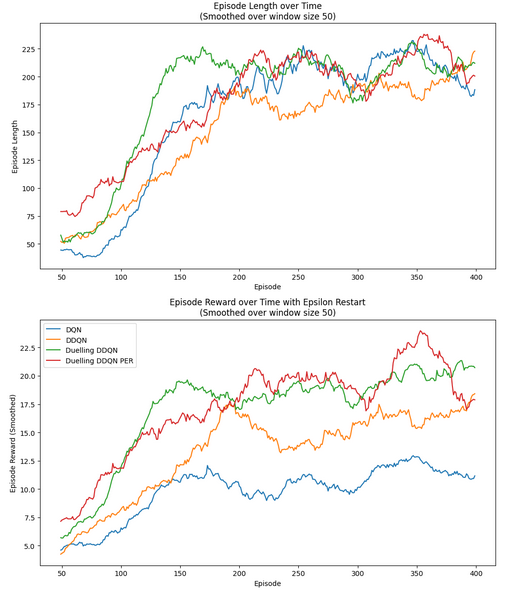 Episode Length over Time
(Smoothed over window size 50)
225
200
175
150
125
100
75
50
Episode Length
50
100
150
200
250
300
350
400
Episode
Episode Reward over Time with Epsilon Restart
(Smoothed over window size 50)
DQN
DDQN
Duelling DDQN
Duelling DDQN PER
22.5
20.0
17.5
15.0
12.5
10.0
7.5
5.0
Episode Reward (Smoothed)
50
100
150
200
250
300
350
400
Episode